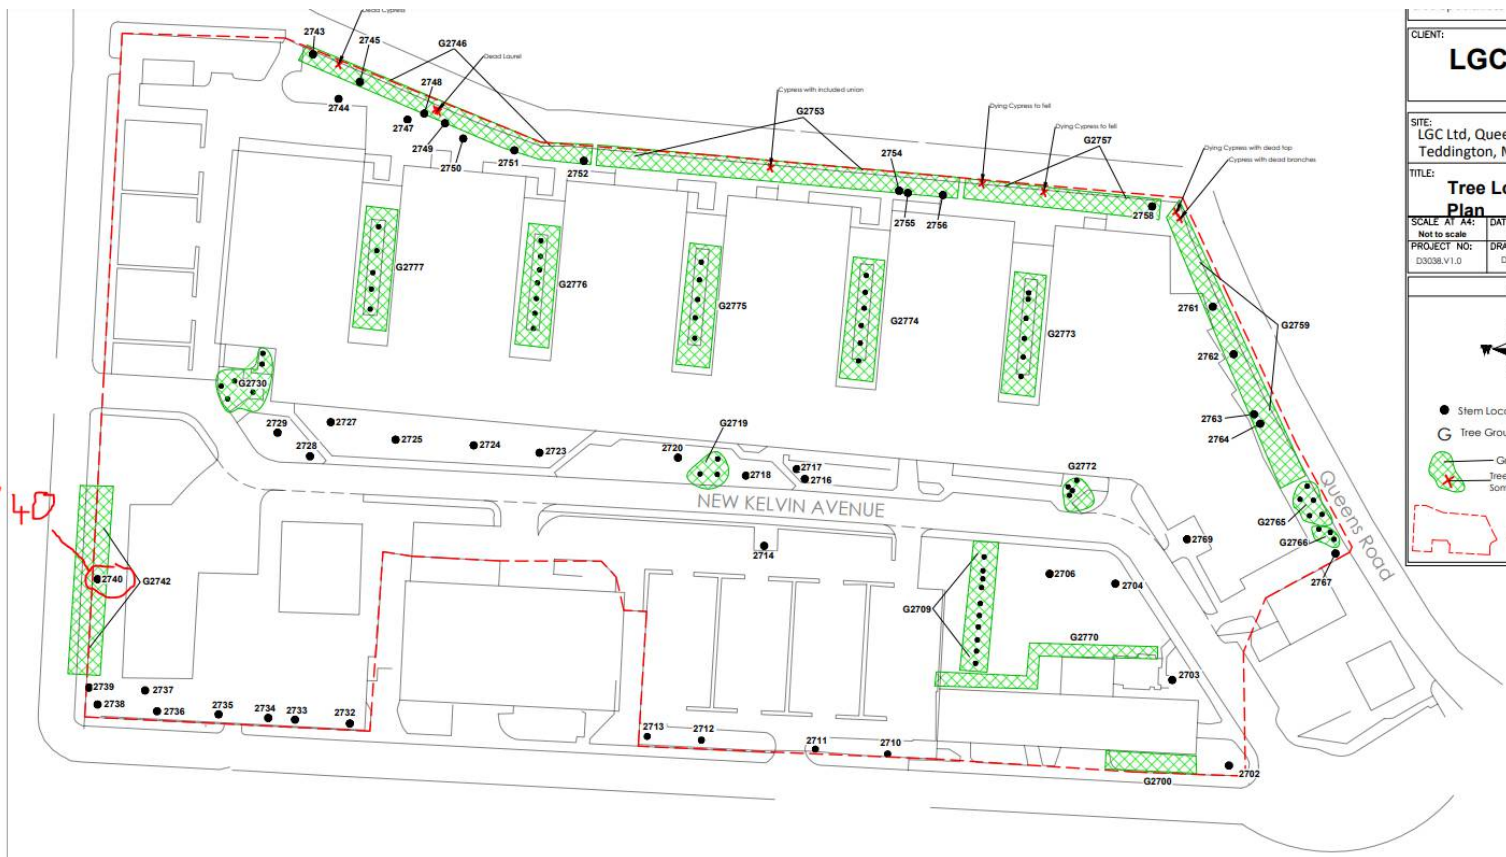 Dead Cypress
2743
2745
G2746
Dead Laurel
2748
2744
2747
2749
2750
2751
2752
Cypress with included union
G2753
Dying Cypress to fell
Dying Cypress to fell
G2757
2754
2755
2756
2758
Dying Cypress with dead top
Cypress with dead branches
G2777
G2776
G2775
G2774
G2773
2761
G2759
2762
2763
2764
G2730
2729
2727
2728
2725
2724
2723
2720
G2719
2718
2717
2716
G2772
NEW KELVIN AVENUE
Queens Road
G2765
G2766
2767
2769
40
2740
G2742
2714
2706
2704
G2709
G2770
2703
2739
2738
2737
2736
2735
2734
2733
2732
2713
2712
2711
2710
G2700
2702
CLIENT:
LGC
SITE:
LGC Ltd,
Teddington,
TITLE:
Tree
Plan
SCALE AT A4:
Not to scale
PROJECT NO:
D3038.V1.0
Stem
G Tree